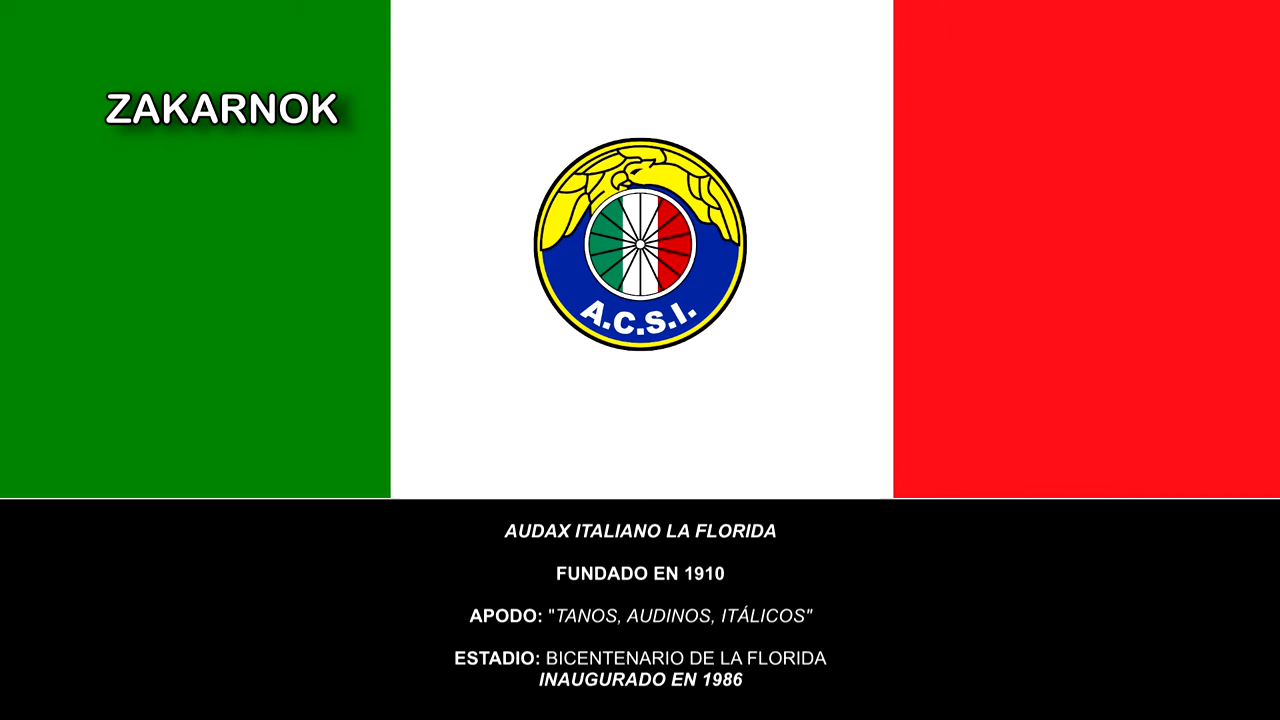 ZAKARNOK
A.C.S.I.
AUDAX ITALIANO LA FLORIDA
FUNDADO EN 1910
APODO: "TANOS, AUDINOS, ITÁLICOS"
ESTADIO: BICENTENARIO DE LA FLORIDA
INAUGURADO EN 1986